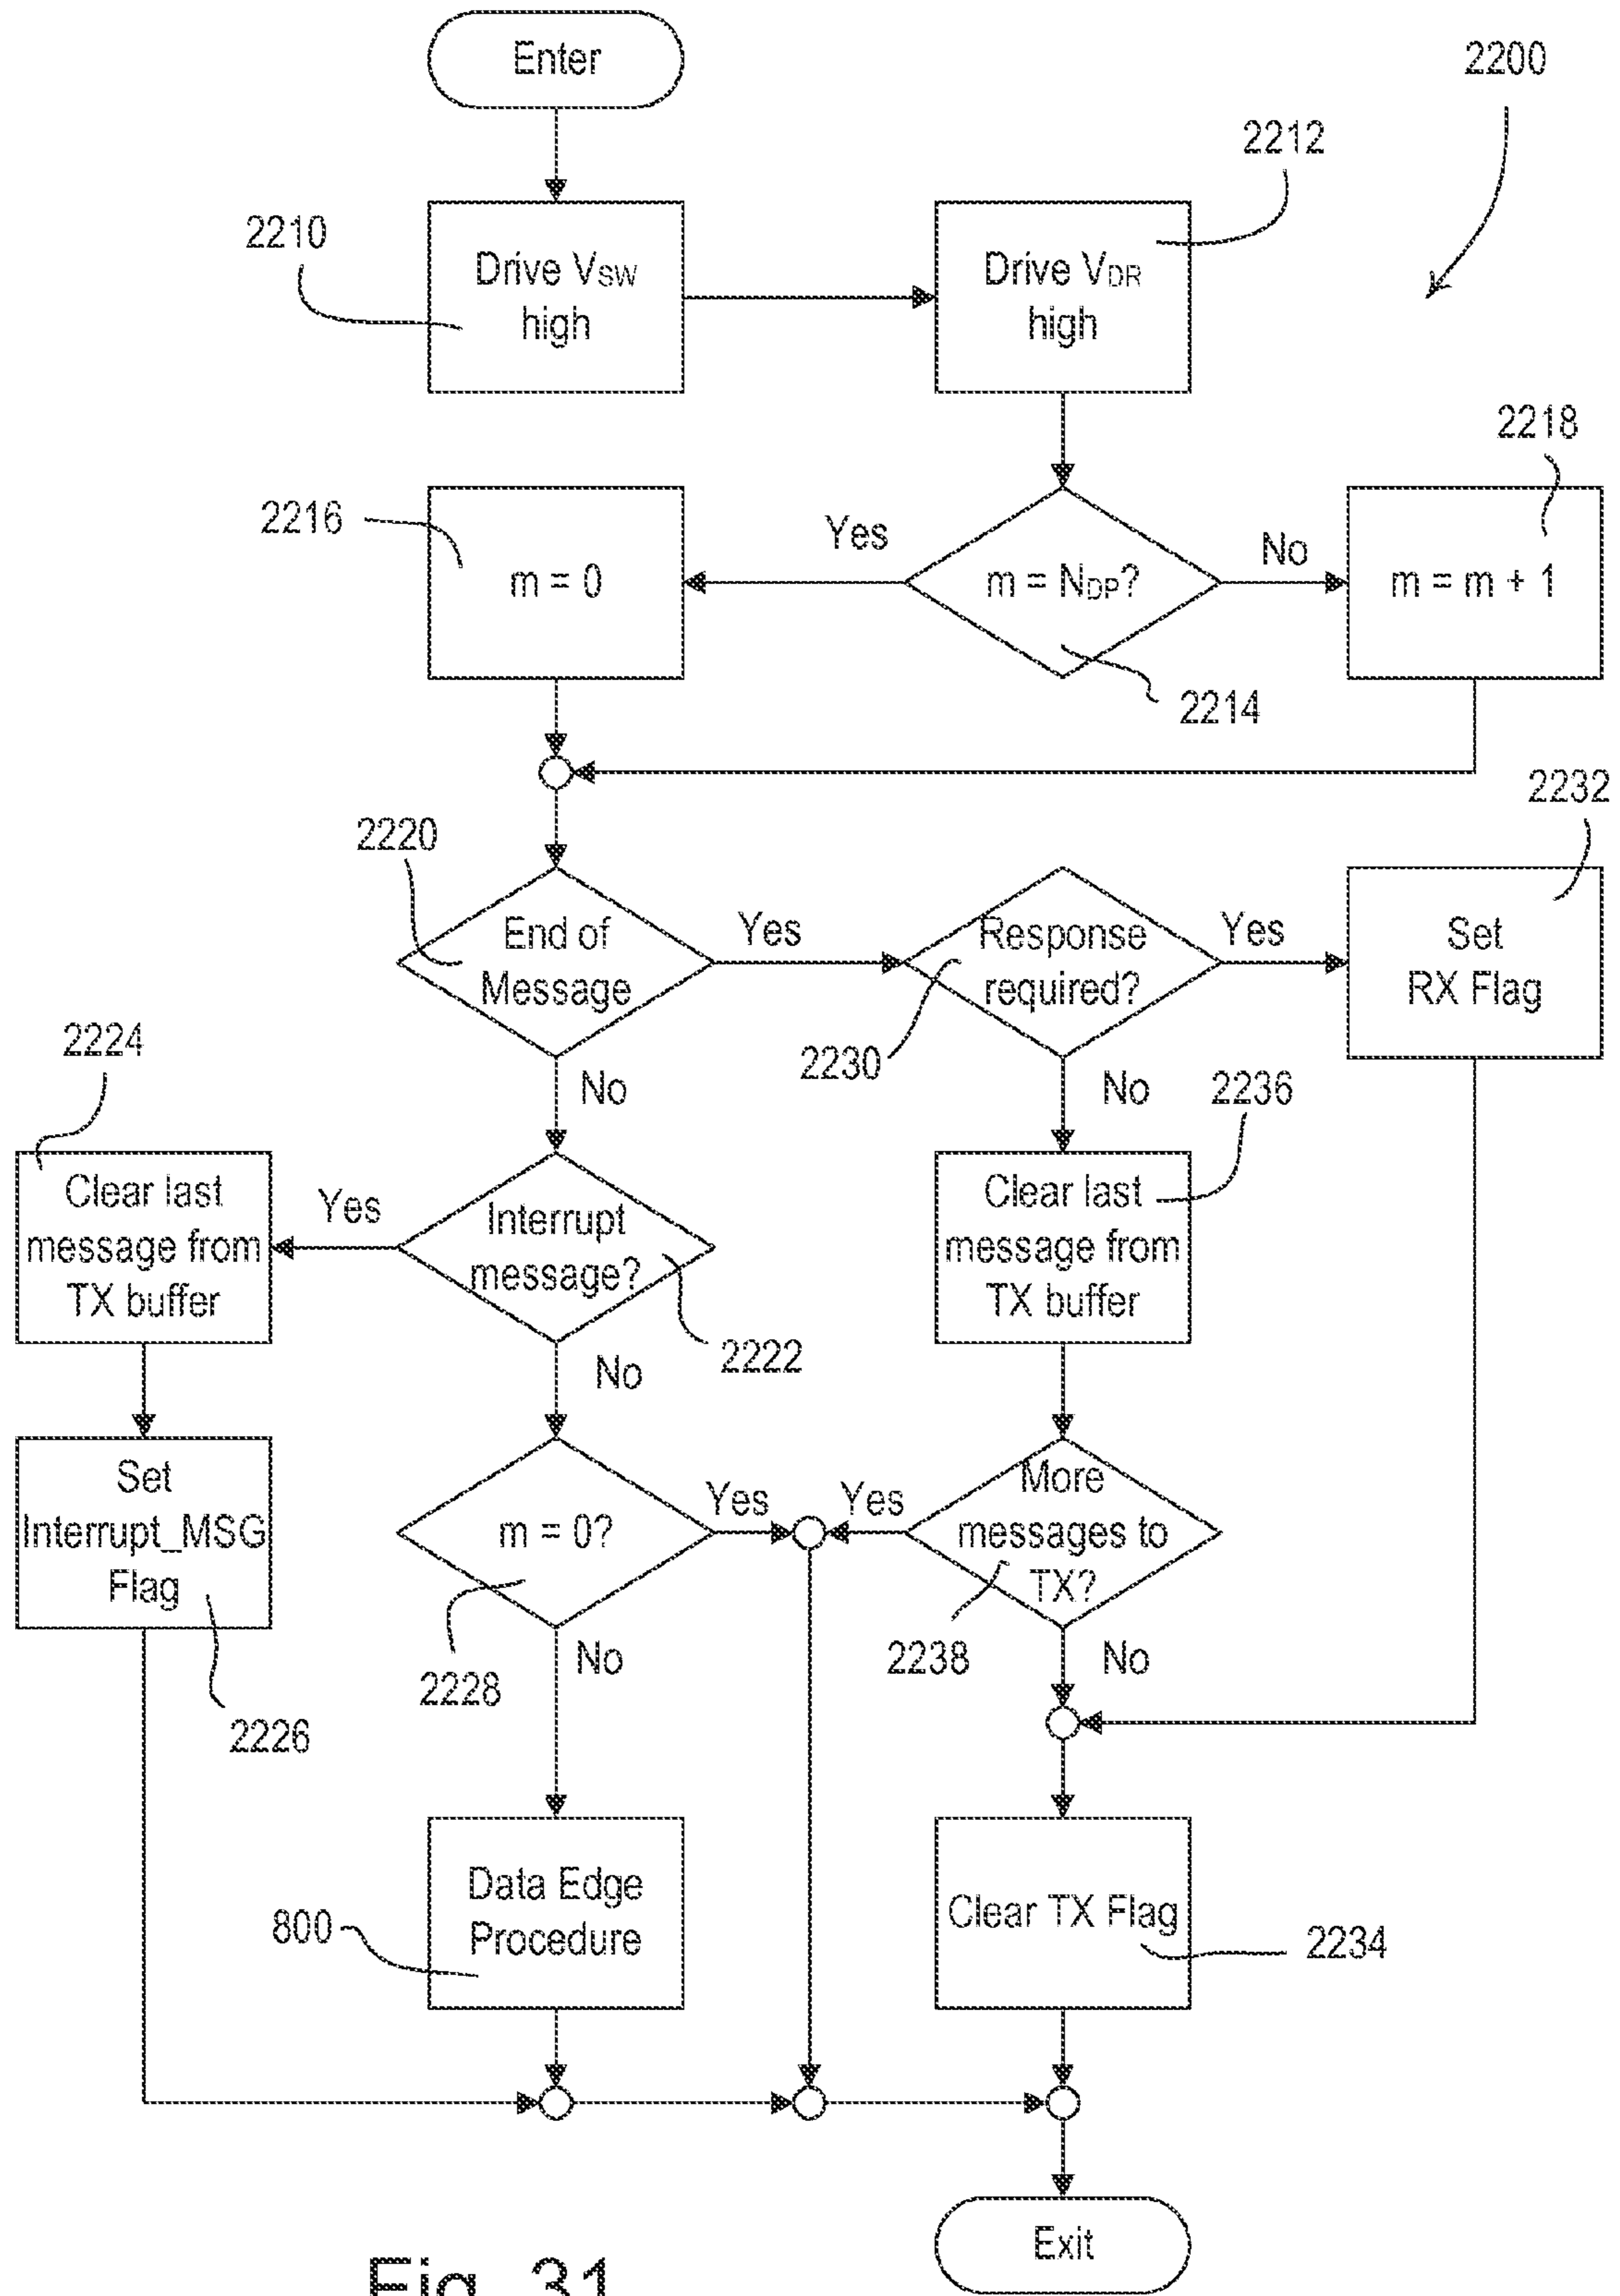 Enter
2200
2212
2210
Drive VSW
high
Drive VDR
high
2218
2216
m = 0
Yes
m = NDP?
No
m = m + 1
2214
2232
2220
End of
Message
Yes
Response
required?
Yes
Set
RX Flag
2224
2230
No
No
2236
Clear last
message from
TX buffer
Yes
Interrupt
message?
Clear last
message from
TX buffer
2222
No
Set
Interrupt_MSG
Flag
m = 0?
Yes
Yes
More
messages to
TX?
2226
2228
No
2238
No
Data Edge
Procedure
800
Clear TX Flag
2234
Exit
Fig. 31